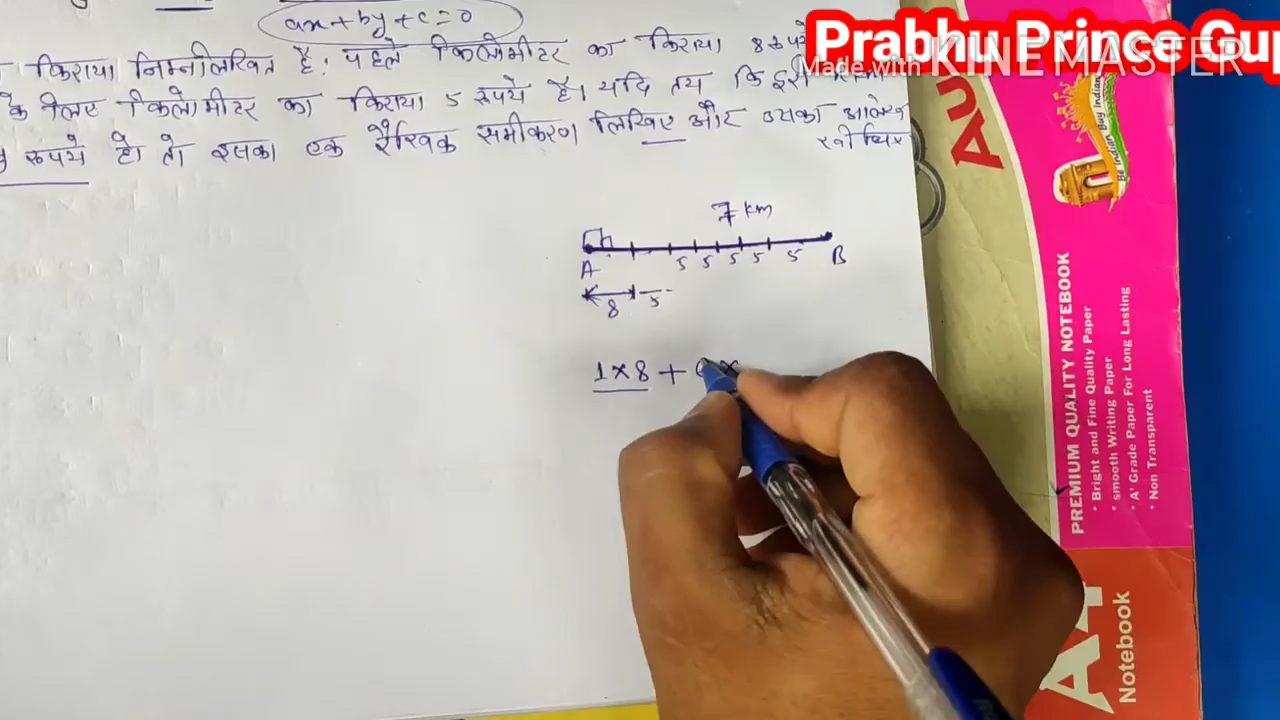 ax+by+c=0
किराया निम्नलिखित है: पहले किलोमीटर का किराया 8 रुपये
के लिए किलोमीटर का किराया 5 रूपये है। यदि तय कि
रूपये हो तो इसका एक रैखिक समीकरण लिखिए और उसका आलेख
खींचिए
7 km
5 5 5 5 5
A B
8 5
1×8 +
Prabhu Prince Gup
Made with KINEMASTER
AU
Be Indian Buy Indian
PREMIUM QUALITY NOTEBOOK
• Bright and Fine Quality Paper
• smooth Writing Paper
• A' Grade Paper For Long Lasting
• Non Transparent
A4
Notebook